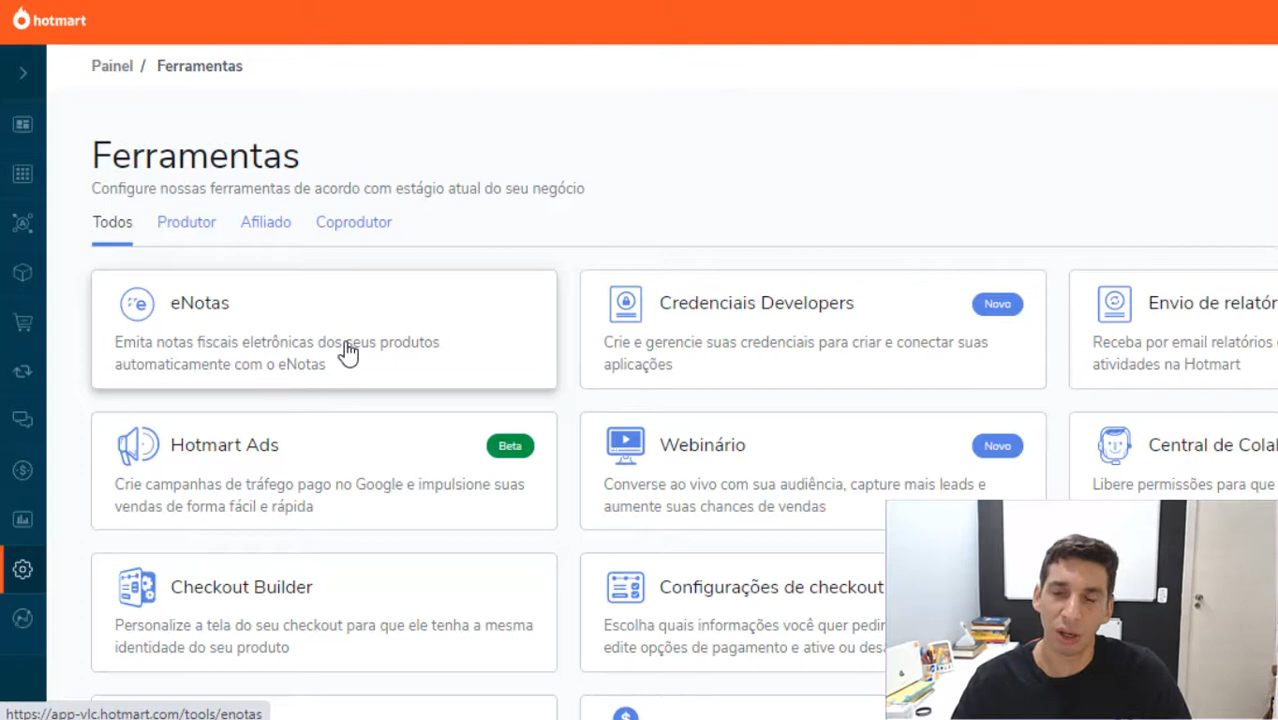 hotmart
Painel / Ferramentas
Ferramentas
Configure nossas ferramentas de acordo com estágio atual do seu negócio
Todos Produtor Afiliado Coprodutor
eNotas
Emita notas fiscais eletrônicas dos seus produtos
automaticamente com o eNotas
Credenciais Developers Novo
Crie e gerencie suas credenciais para criar e conectar suas
aplicações
Envio de relatór
Receba por email relatórios
atividades na Hotmart
Hotmart Ads Beta
Crie campanhas de tráfego pago no Google e impulsione suas
vendas de forma fácil e rápida
Webinário Novo
Converse ao vivo com sua audiência, capture mais leads e
aumente suas chances de vendas
Central de Colab
Libere permissões para que
Checkout Builder
Personalize a tela do seu checkout para que ele tenha a mesma
identidade do seu produto
Configurações de checkout
Escolha quais informações você quer pedir
edite opções de pagamento e ative ou des
https://app-vlc.hotmart.com/tools/enotas